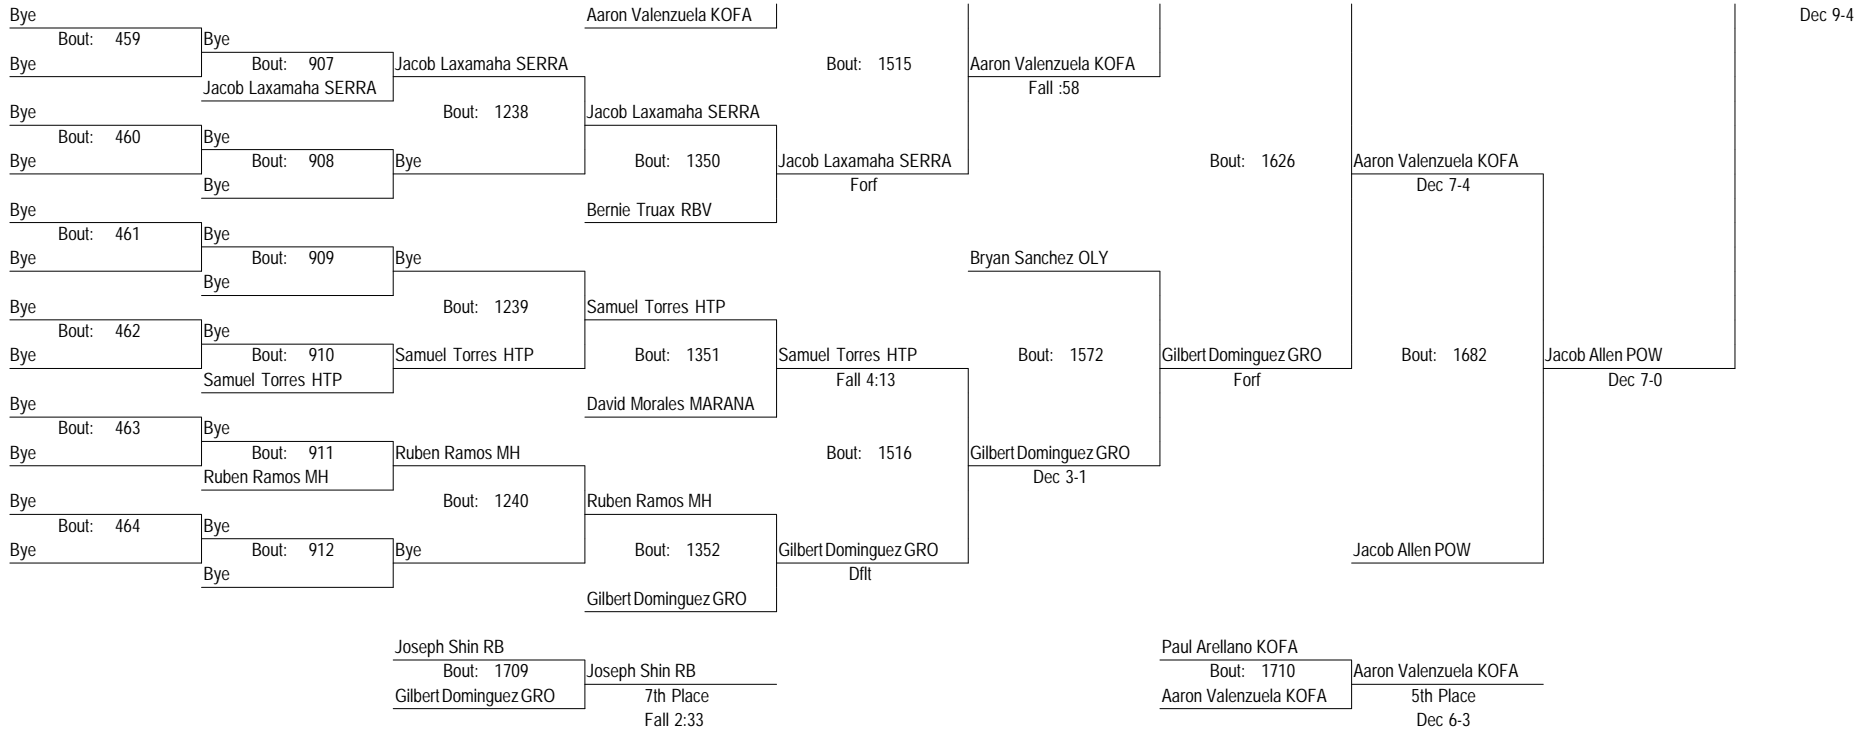 Bye
Aaron Valenzuela KOFA
Dec 9-4
Bout: 459
Bye
Bye
Bout: 907
Jacob Laxamaha SERRA
Bout: 1515
Aaron Valenzuela KOFA
Jacob Laxamaha SERRA
Fall :58
Bye
Bout: 1238
Jacob Laxamaha SERRA
Bout: 460
Bye
Bye
Bout: 908
Bye
Bout: 1350
Jacob Laxamaha SERRA
Bout: 1626
Aaron Valenzuela KOFA
Bye
Forf
Dec 7-4
Bye
Bernie Truax RBV
Bout: 461
Bye
Bye
Bout: 909
Bye
Bryan Sanchez OLY
Bye
Bye
Bout: 1239
Samuel Torres HTP
Bout: 462
Bye
Bye
Bout: 910
Samuel Torres HTP
Bout: 1351
Samuel Torres HTP
Bout: 1572
Gilbert Dominguez GRO
Bout: 1682
Jacob Allen POW
Samuel Torres HTP
Fall 4:13
Forf
Dec 7-0
Bye
David Morales MARANA
Bout: 463
Bye
Bye
Bout: 911
Ruben Ramos MH
Bout: 1516
Gilbert Dominguez GRO
Ruben Ramos MH
Dec 3-1
Bye
Bout: 1240
Ruben Ramos MH
Bout: 464
Bye
Bye
Bout: 912
Bye
Bout: 1352
Gilbert Dominguez GRO
Jacob Allen POW
Bye
Dflt
Gilbert Dominguez GRO
Joseph Shin RB
Paul Arellano KOFA
Bout: 1709
Joseph Shin RB
Bout: 1710
Aaron Valenzuela KOFA
Gilbert Dominguez GRO
7th Place
Aaron Valenzuela KOFA
5th Place
Fall 2:33
Dec 6-3